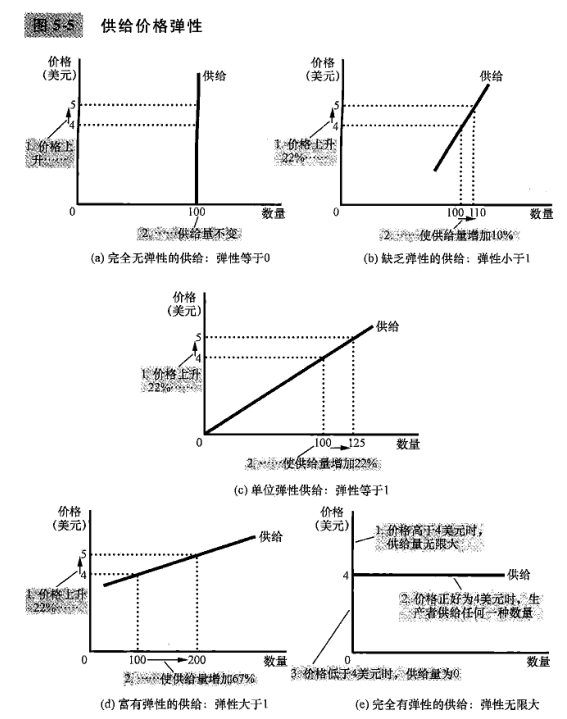 图 5-5 供给价格弹性
价格
(美元)
供给
5
4
1. 价格上
升……
0
100
数量
2. ……供给量不变
(a) 完全无弹性的供给：弹性等于0
价格
(美元)
供给
5
4
1. 价格上升
22%……
0
100 110
数量
2. ……使供给量增加10%
(b) 缺乏弹性的供给：弹性小于1
价格
(美元)
供给
5
4
1. 价格上升
22%……
0
100
125
数量
2. ……使供给量增加22%
(c) 单位弹性供给：弹性等于1
价格
(美元)
供给
5
4
1. 价格上升
22%……
0
100
200
数量
2. ……使供给量增加67%
(d) 富有弹性的供给：弹性大于1
价格
(美元)
1. 价格高于4美元时，
供给量无限大
4
供给
2. 价格正好为4美元时，生
产者供给任何一种数量
0
数量
3. 价格低于4美元时，供给量为0
(e) 完全有弹性的供给：弹性无限大